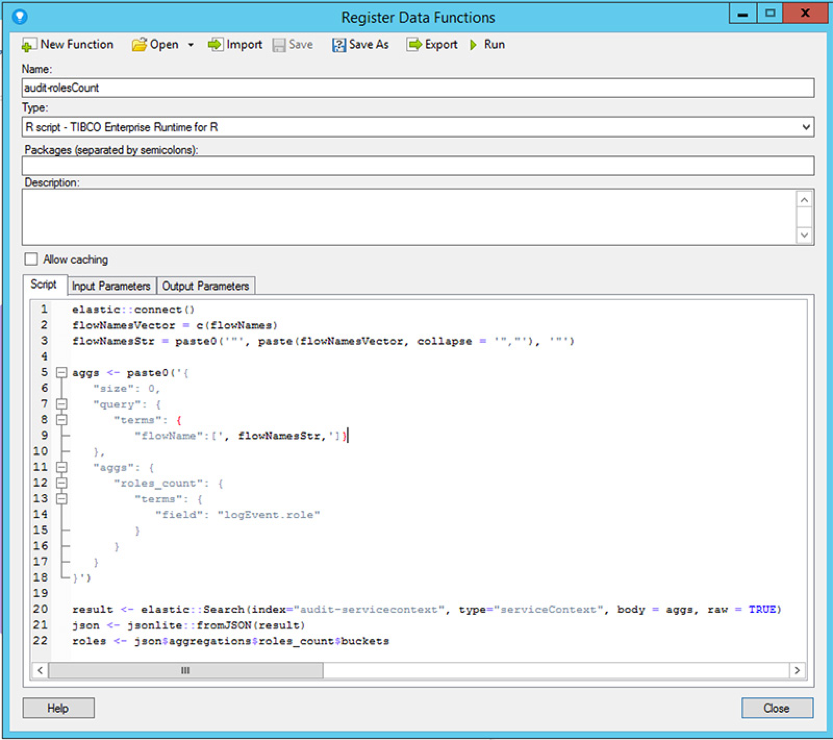 Register Data Functions
New Function Open Import Save Save As Export Run
Name:
audit-rolesCount
Type:
R script - TIBCO Enterprise Runtime for R
Packages (separated by semicolons):
Description:
Allow caching
Script Input Parameters Output Parameters
1 elastic::connect()
2 flowNamesVector = c(flowNames)
3 flowNamesStr = paste0('"', paste(flowNamesVector, collapse = '","'), '"')
4
5 aggs <- paste0('{
6 "size": 0,
7 "query": {
8 "terms": {
9 "flowName":[', flowNamesStr,']}
10 },
11 "aggs": {
12 "roles_count": {
13 "terms": {
14 "field": "logEvent.role"
15 }
16 }
17 }
18 }')
19
20 result <- elastic::Search(index="audit-servicecontext", type="serviceContext", body = aggs, raw = TRUE)
21 json <- jsonlite::fromJSON(result)
22 roles <- json$aggregations$roles_count$buckets
Help Close